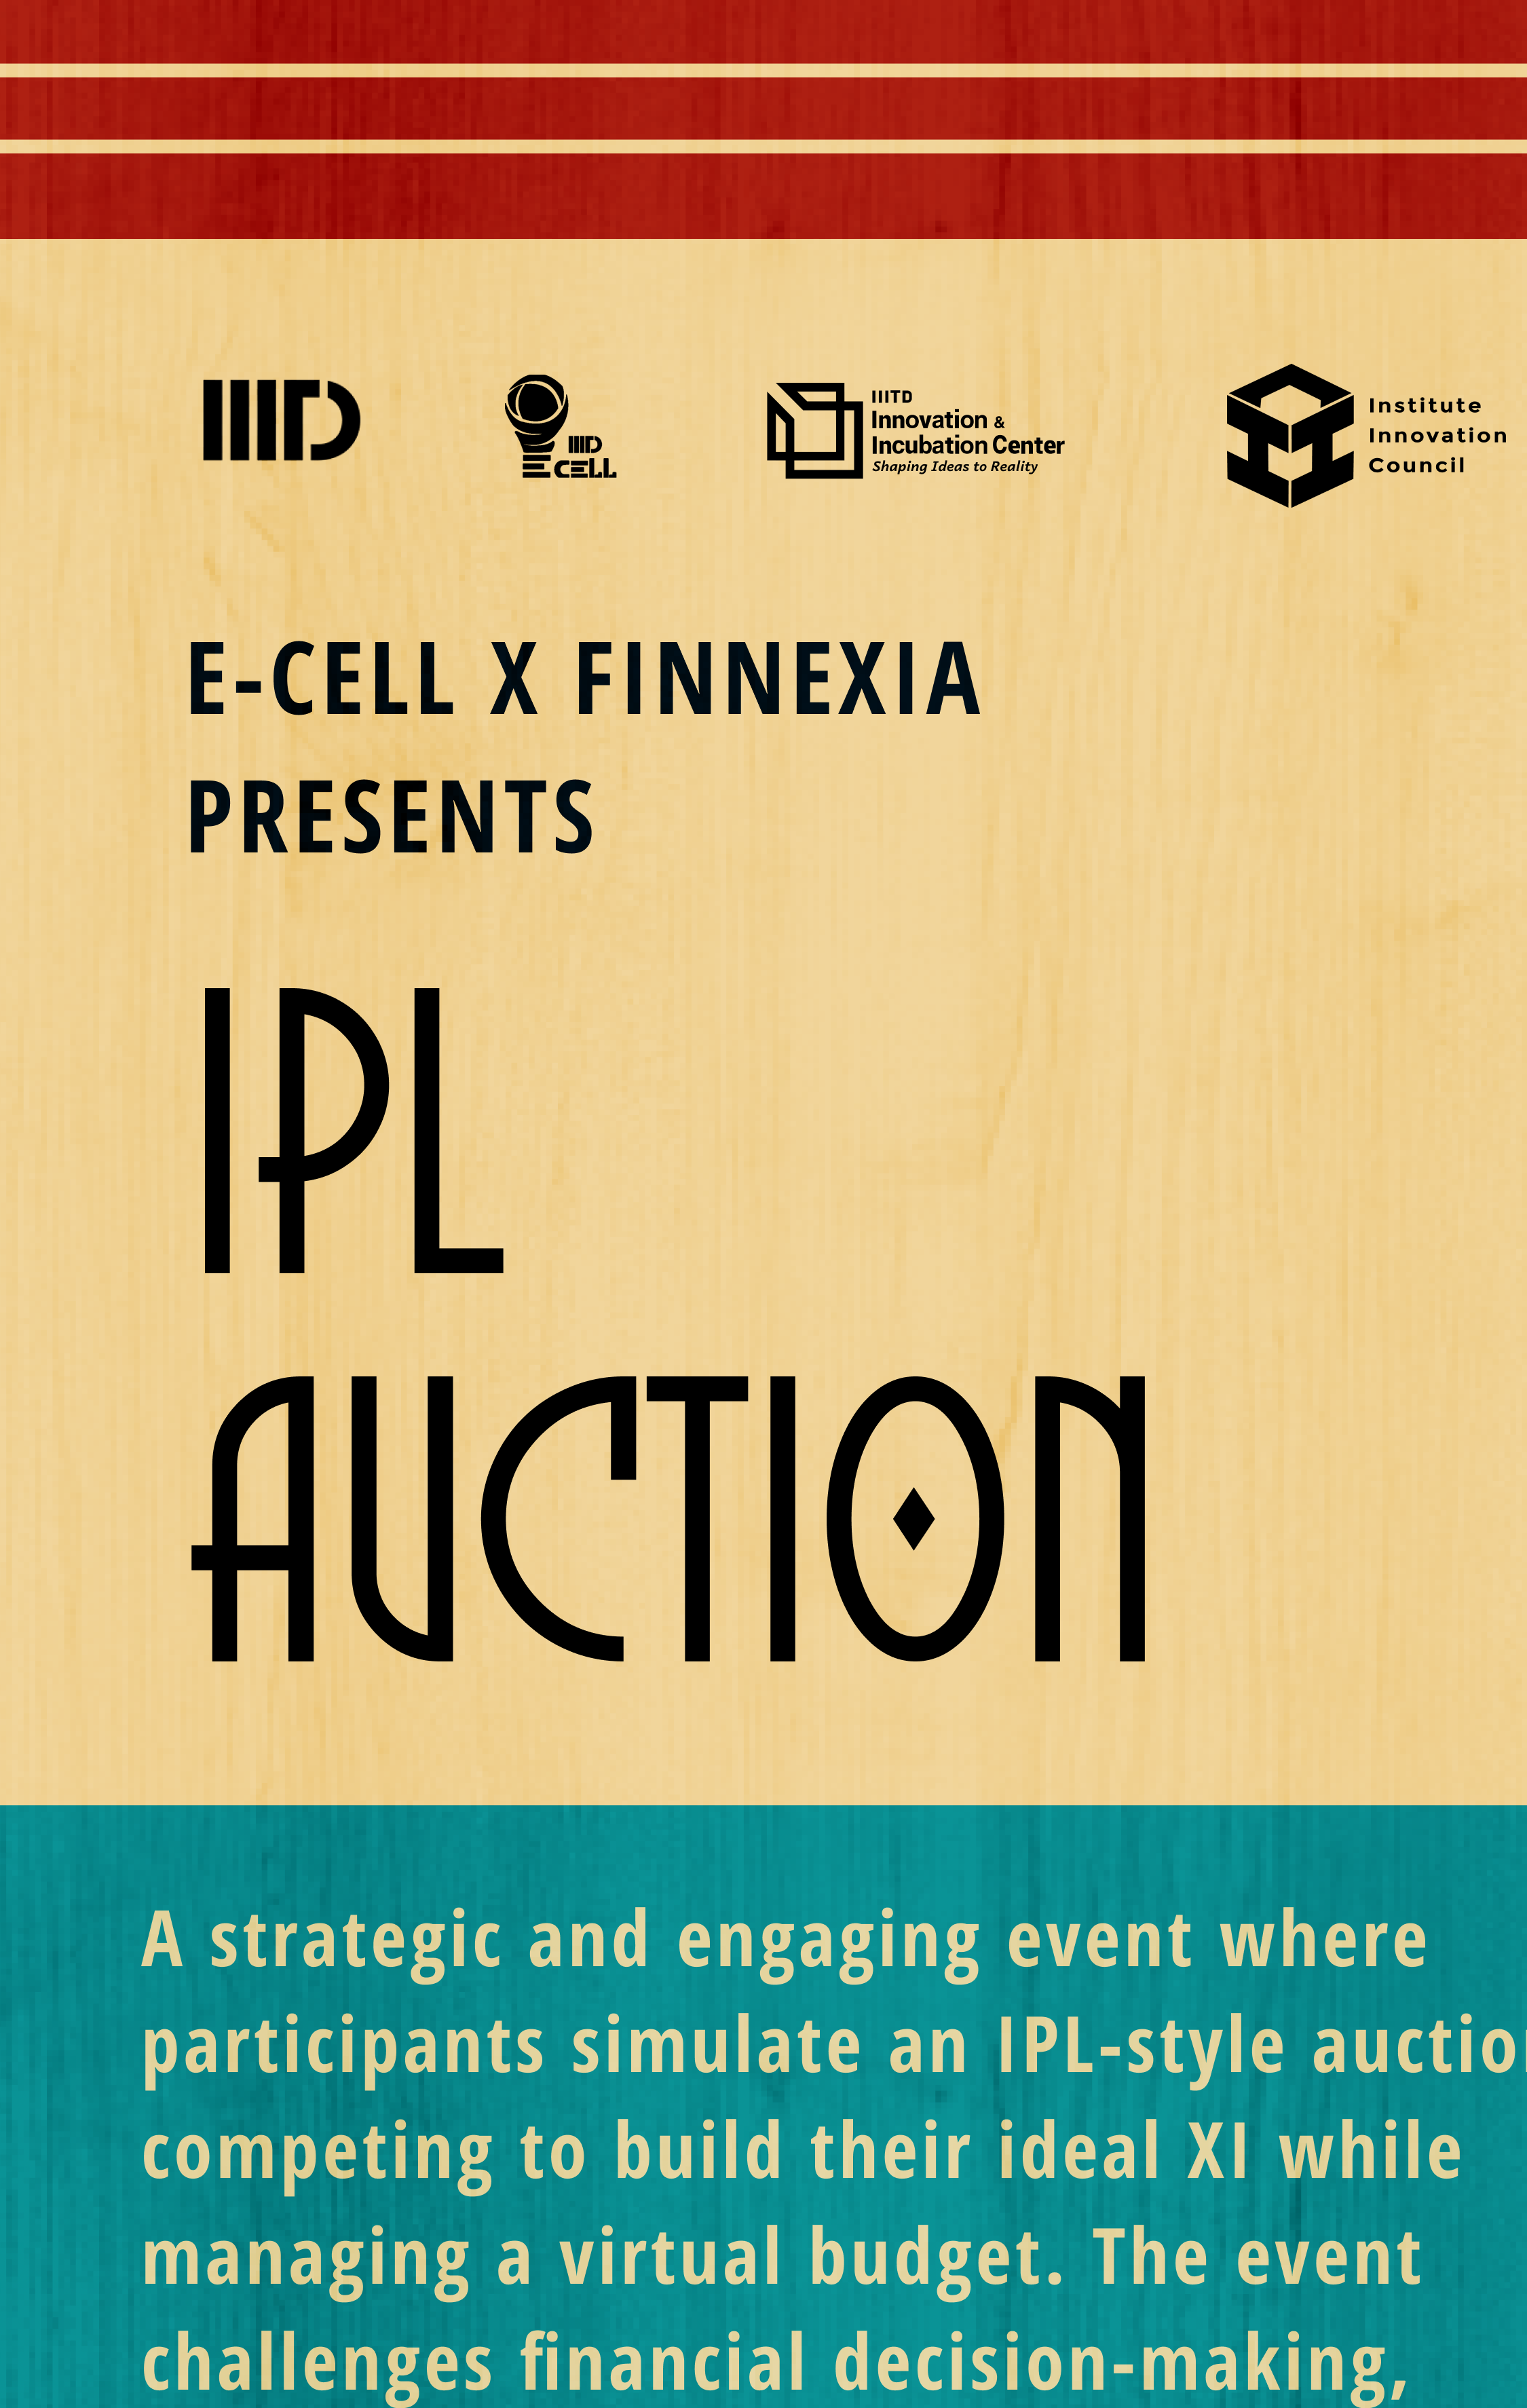 IIITD
IIITD
E CELL
IIITD
Innovation &
Incubation Center
Shaping Ideas to Reality
Institute
Innovation
Council
E-CELL X FINNEXIA
PRESENTS
IPL
AUCTION
A strategic and engaging event where
participants simulate an IPL-style auction
competing to build their ideal XI while
managing a virtual budget. The event
challenges financial decision-making,